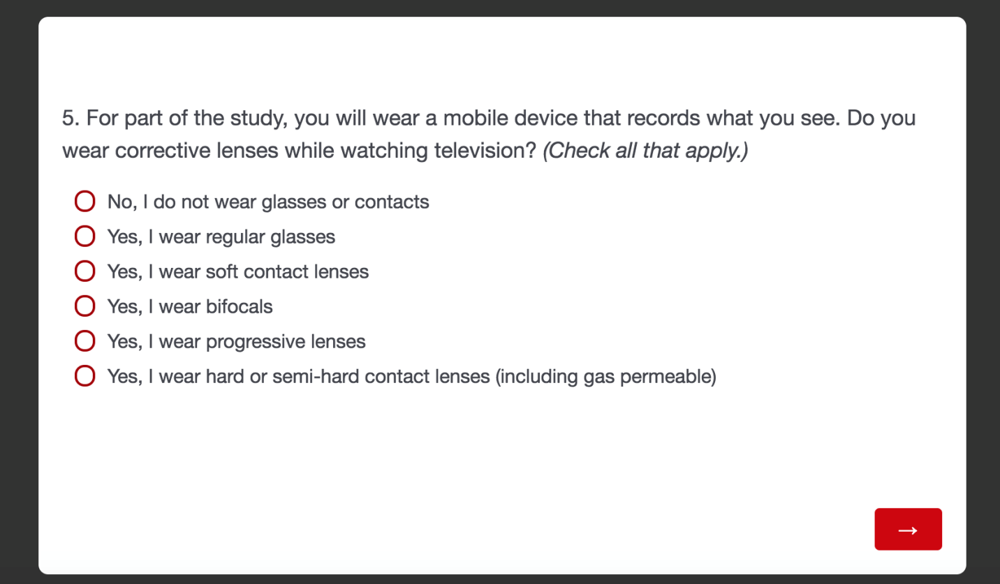 5. For part of the study, you will wear a mobile device that records what you see. Do you
wear corrective lenses while watching television? (Check all that apply.)
No, I do not wear glasses or contacts
Yes, I wear regular glasses
Yes, I wear soft contact lenses
Yes, I wear bifocals
Yes, I wear progressive lenses
Yes, I wear hard or semi-hard contact lenses (including gas permeable)
→